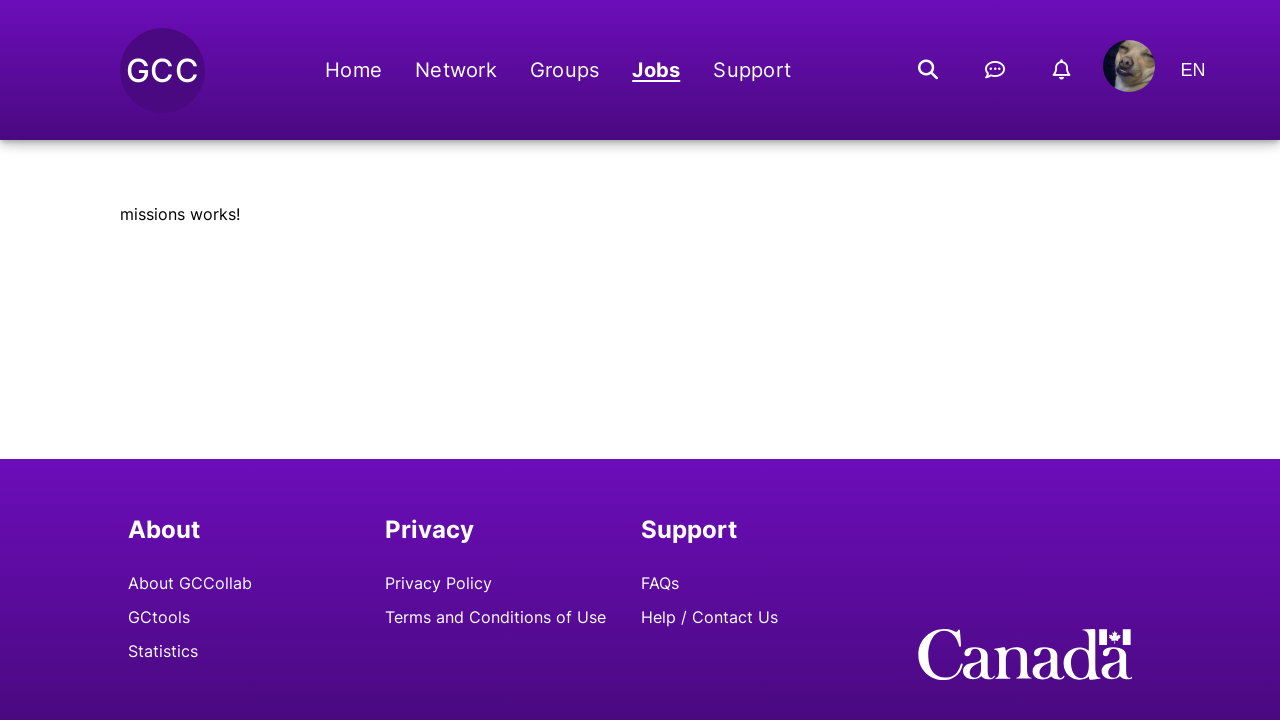 GCC
Home Network Groups Jobs Support EN
missions works!
About
About GCCollab
GCtools
Statistics
Privacy
Privacy Policy
Terms and Conditions of Use
Support
FAQs
Help / Contact Us
Canada